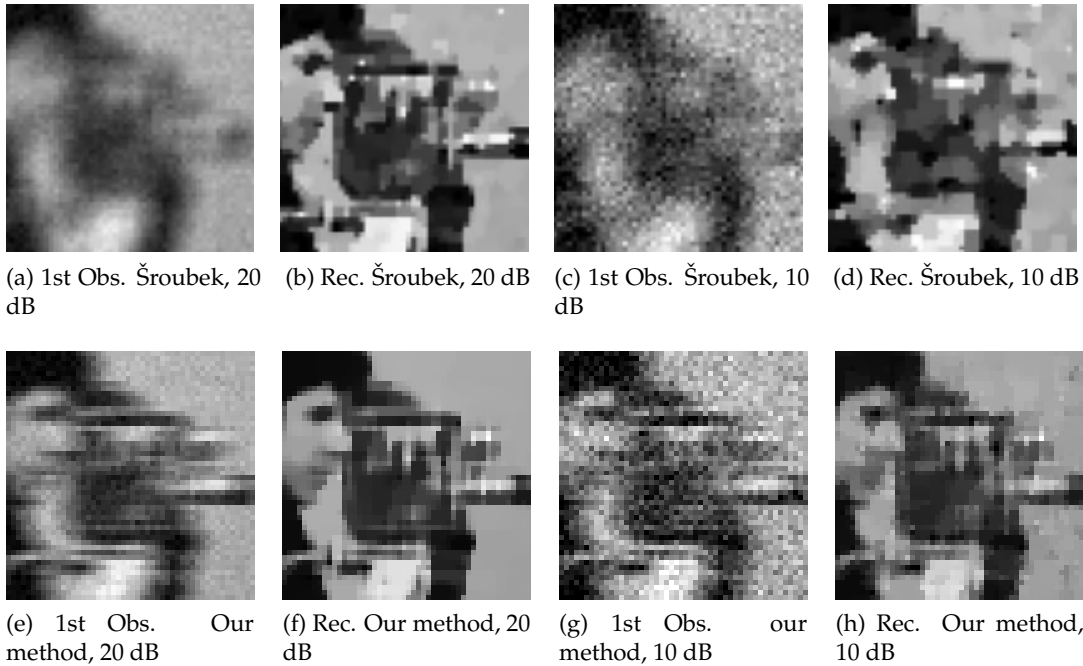 (a) 1st Obs. Šroubek, 20
dB
(b) Rec. Šroubek, 20 dB
(c) 1st Obs. Šroubek, 10
dB
(d) Rec. Šroubek, 10 dB
(e) 1st Obs. Our
method, 20 dB
(f) Rec. Our method, 20
dB
(g) 1st Obs. our
method, 10 dB
(h) Rec. Our method,
10 dB